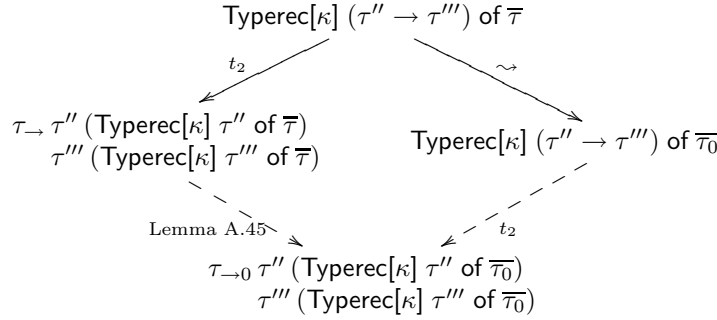 Typerec[κ] (τ′′ → τ′′′) of τ̅
t₂
⇝
τ→ τ′′ (Typerec[κ] τ′′ of τ̅)
τ′′′ (Typerec[κ] τ′′′ of τ̅)
Typerec[κ] (τ′′ → τ′′′) of τ̅₀
Lemma A.45
t₂
τ→₀ τ′′ (Typerec[κ] τ′′ of τ̅₀)
τ′′′ (Typerec[κ] τ′′′ of τ̅₀)